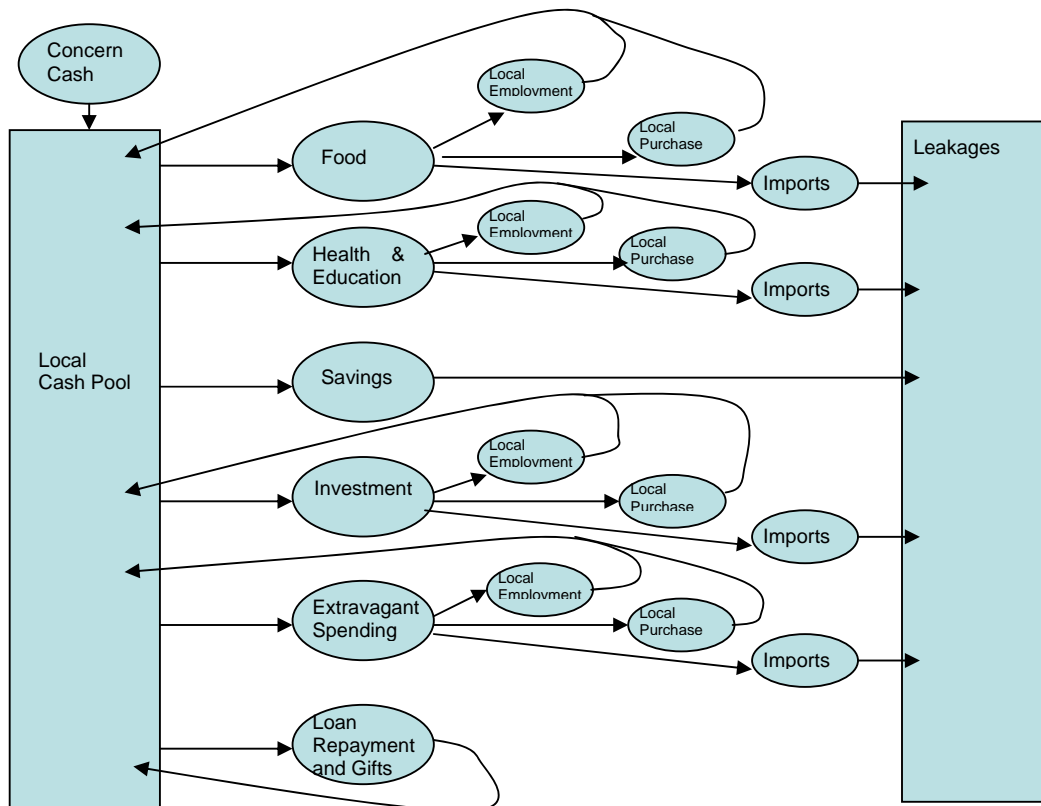 Concern
Cash
Local
Cash Pool
Food
Local
Employment
Local
Purchase
Imports
Leakages
Health &
Education
Local
Employment
Local
Purchase
Imports
Savings
Investment
Local
Employment
Local
Purchase
Imports
Extravagant
Spending
Local
Employment
Local
Purchase
Imports
Loan
Repayment
and Gifts